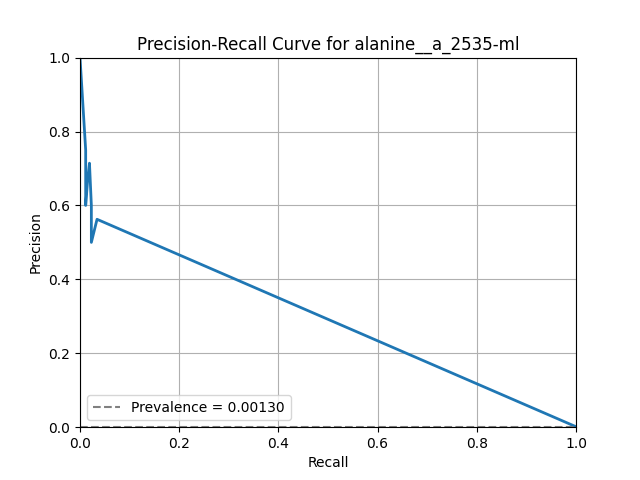 Precision-Recall Curve for alanine__a_2535-ml
1.0
0.8
0.6
0.4
0.2
0.0
Precision
Prevalence = 0.00130
0.0 0.2 0.4 0.6 0.8 1.0
Recall